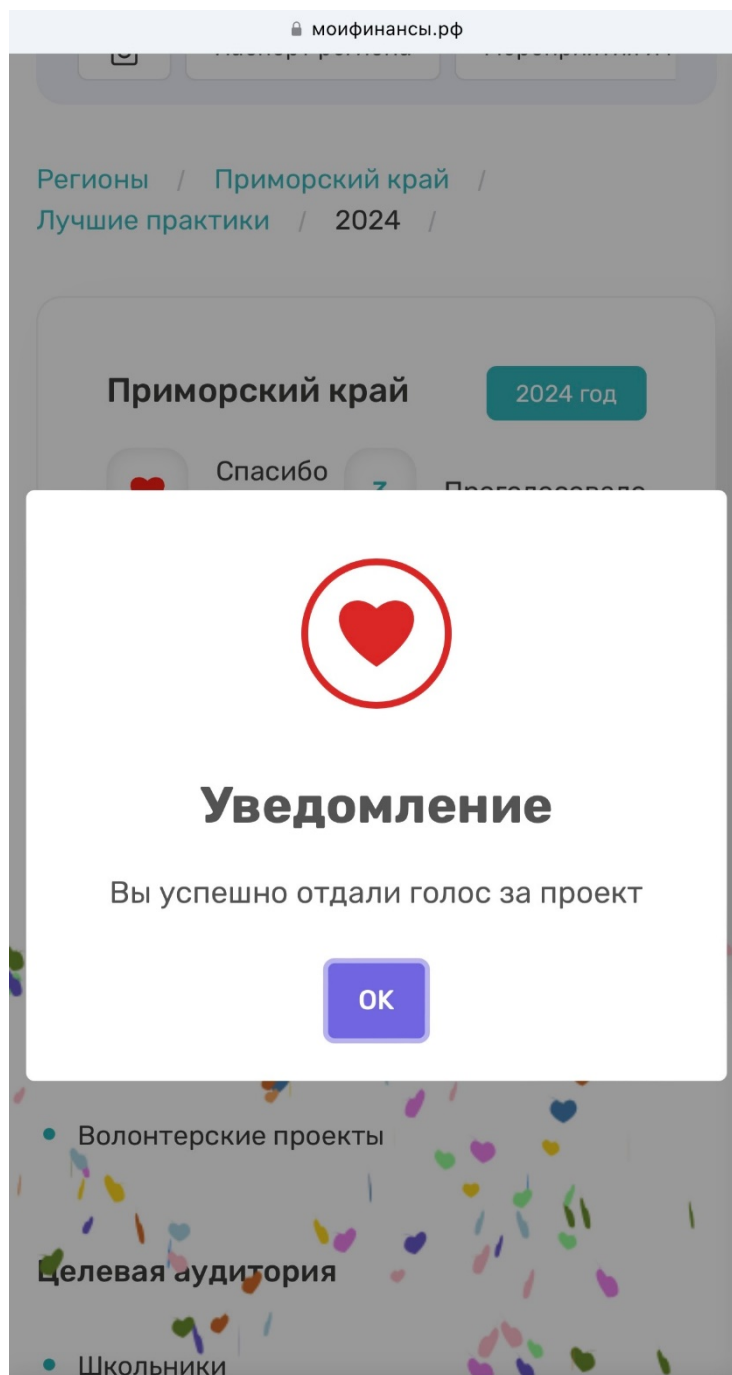 моифинансы.рф
Регионы / Приморский край /
Лучшие практики / 2024 /
Приморский край
2024 год
Спасибо
Уведомление
Вы успешно отдали голос за проект
OK
Волонтерские проекты
Целевая аудитория
Школьники